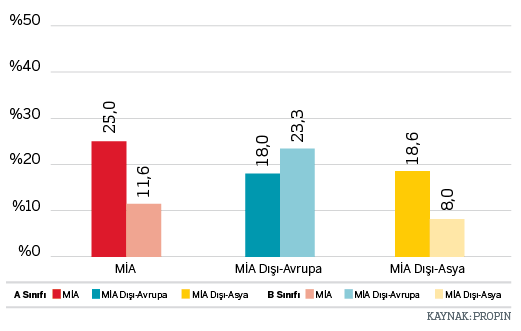 %50
%40
%30
%20
%10
%0
25,0
11,6
18,0
23,3
18,6
8,0
MİA
MİA Dışı-Avrupa
MİA Dışı-Asya
A Sınıfı MİA MİA Dışı-Avrupa MİA Dışı-Asya B Sınıfı MİA MİA Dışı-Avrupa MİA Dışı-Asya
KAYNAK:PROPIN